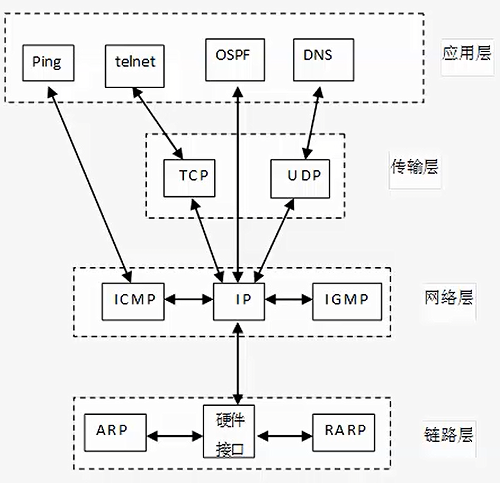 Ping telnet OSPF DNS 应用层
TCP UDP 传输层
ICMP IP IGMP 网络层
ARP 硬件 RARP 链路层
接口